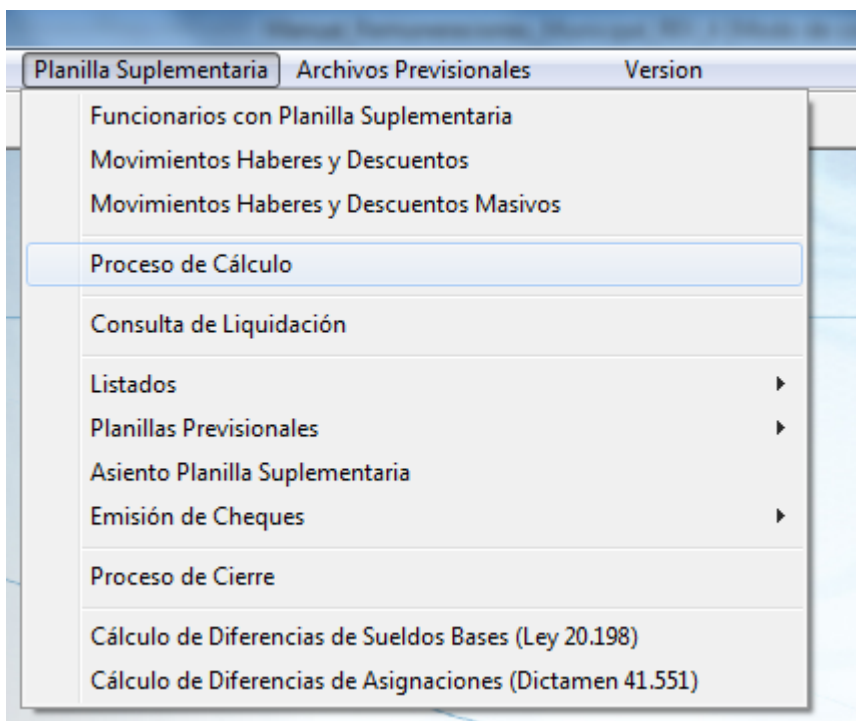 Planilla Suplementaria Archivos Previsionales Version
Funcionarios con Planilla Suplementaria
Movimientos Haberes y Descuentos
Movimientos Haberes y Descuentos Masivos
Proceso de Cálculo
Consulta de Liquidación
Listados
Planillas Previsionales
Asiento Planilla Suplementaria
Emisión de Cheques
Proceso de Cierre
Cálculo de Diferencias de Sueldos Bases (Ley 20.198)
Cálculo de Diferencias de Asignaciones (Dictamen 41.551)